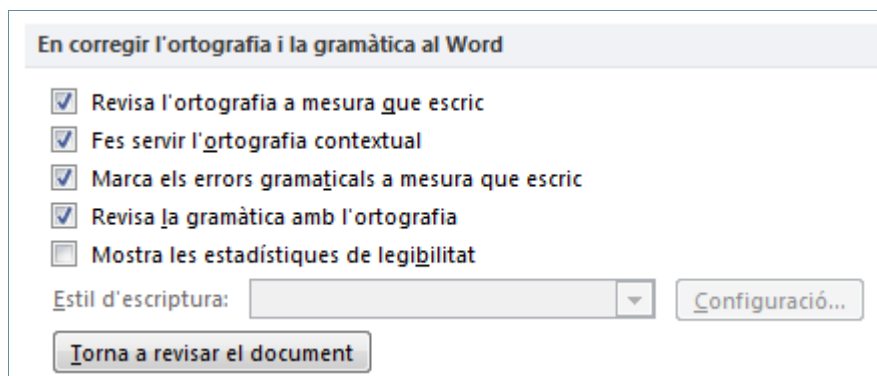 En corregir l'ortografia i la gramàtica al Word
Revisa l'ortografia a mesura que escric
Fes servir l'ortografia contextual
Marca els errors gramaticals a mesura que escric
Revisa la gramàtica amb l'ortografia
Mostra les estadístiques de legibilitat
Estil d'escriptura: Configuració...
Torna a revisar el document